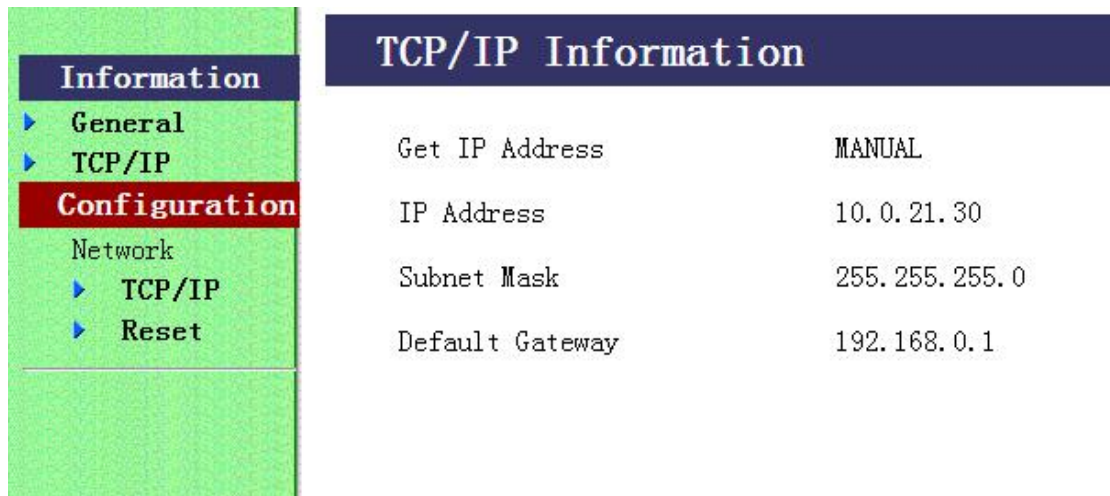 Information
General
TCP/IP
Configuration
Network
TCP/IP
Reset
TCP/IP Information
Get IP Address MANUAL
IP Address 10.0.21.30
Subnet Mask 255.255.255.0
Default Gateway 192.168.0.1